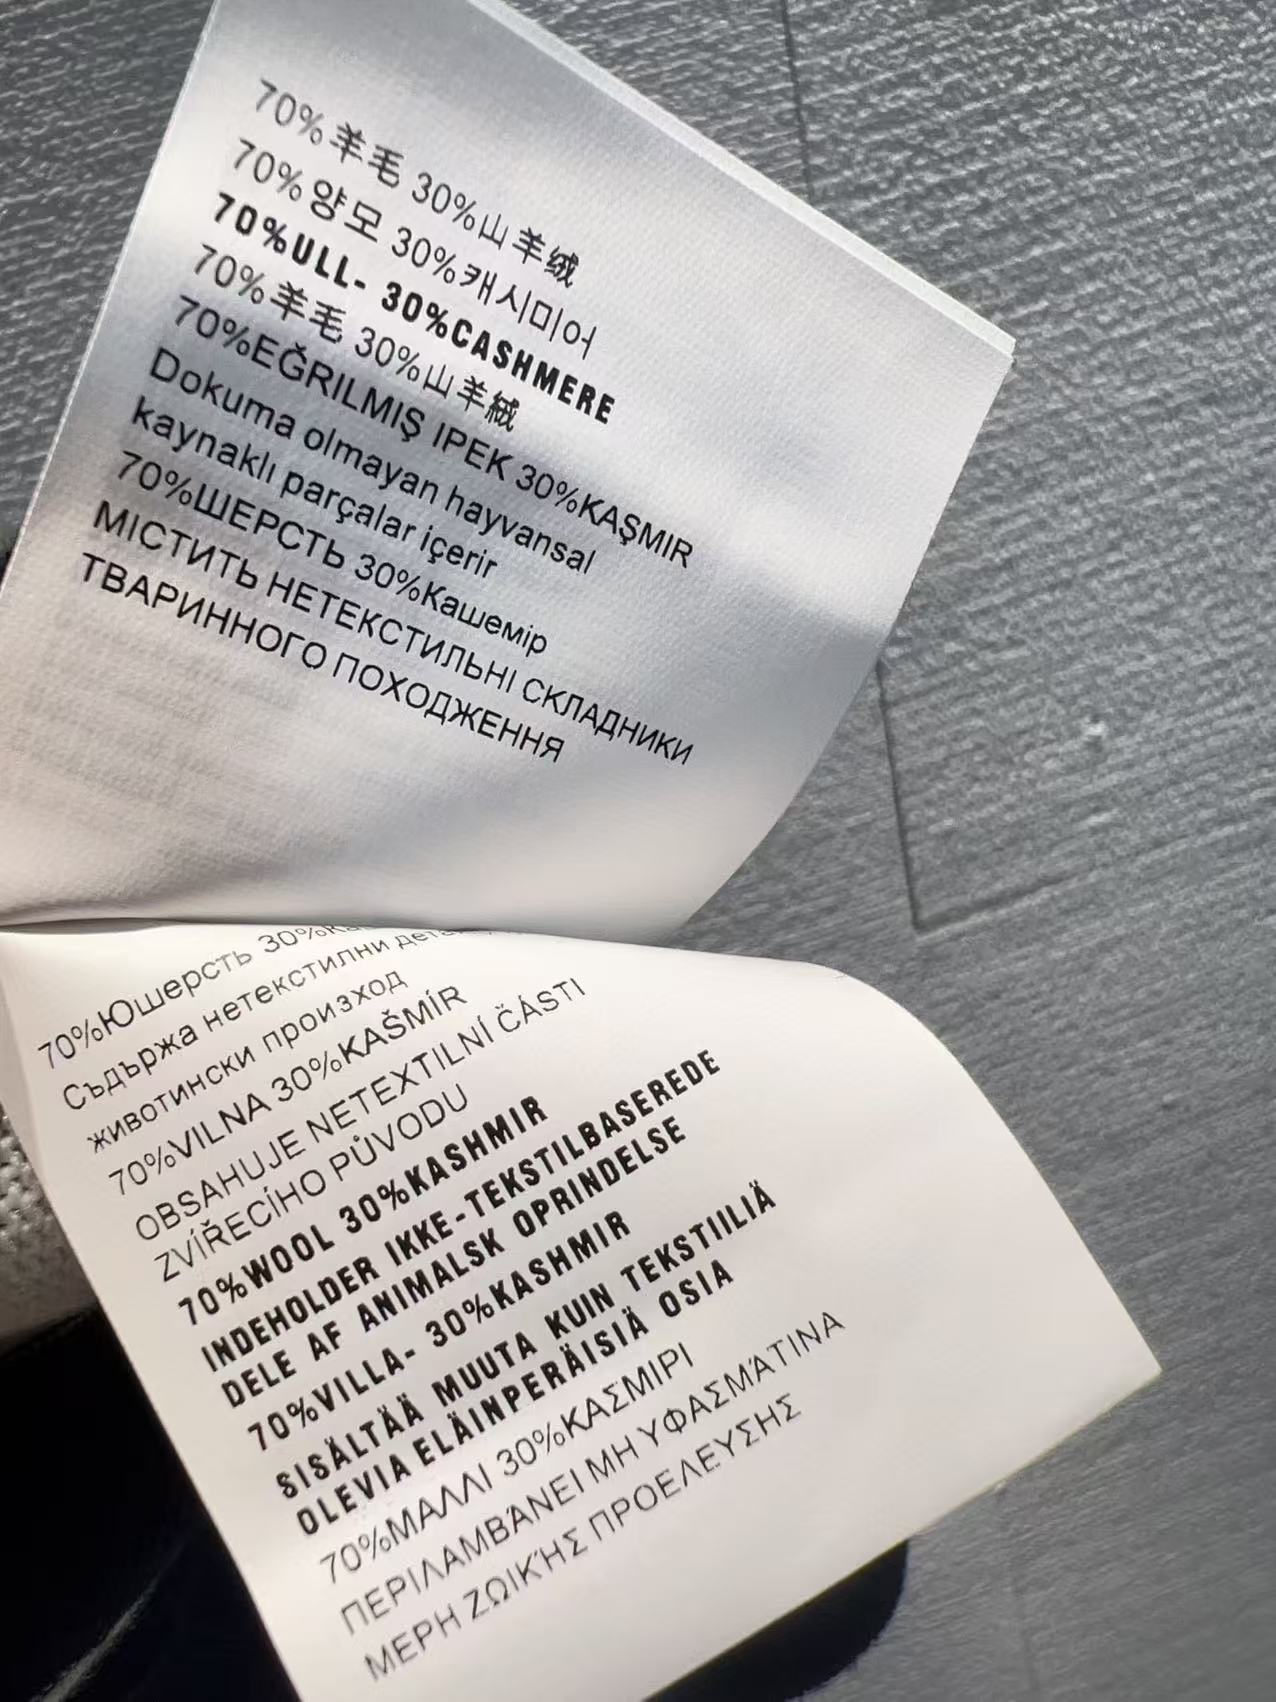 70%羊毛 30%山羊绒
70%양모 30%캐시미어
70%ULL- 30%CASHMERE
70%羊毛 30%山羊絨
70%EĞRILMIŞ IPEK 30%KAŞMIR
Dokuma olmayan hayvansal
kaynaklı parçalar içerir
70%ШЕРСТЬ 30%Кашемір
МІСТИТЬ НЕТЕКСТИЛЬНІ СКЛАДНИКИ
ТВАРИННОГО ПОХОДЖЕННЯ
70%Юшерсть 30%
Съдържа нетекстилни
животински произход
70%VILNA 30%KAŠMÍR
OBSAHUJE NETEXTILNÍ ČÁSTI
ZVÍŘECÍHO PŮVODU
70%WOOL 30%KASHMIR
INDEHOLDER IKKE-TEKSTILBASEREDE
DELE AF ANIMALSK OPRINDELSE
70%VILLA- 30%KASHMIR
SISÄLTÄÄ MUUTA KUIN TEKSTIILIÄ
OLEVIA ELÄINPERÄISIÄ OSIA
70%ΜΑΛΛΙ 30%ΚΑΣΜΙΡΙ
ΠΕΡΙΛΑΜΒΆΝΕΙ ΜΗ ΥΦΑΣΜΆΤΙΝΑ
ΜΕΡΗ ΖΩΙΚΉΣ ΠΡΟΕΛΕΥΣΗΣ